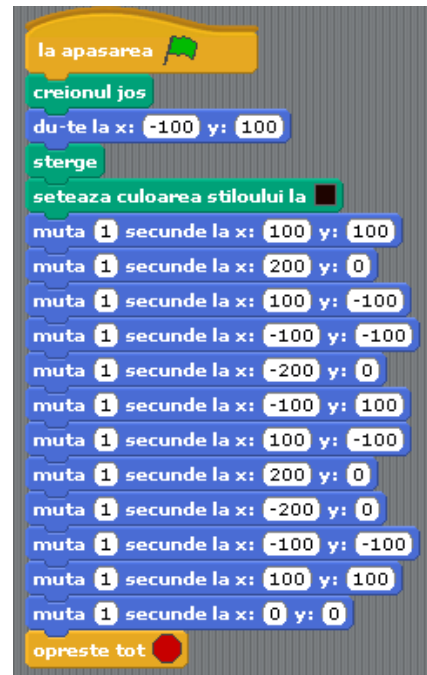 la apasarea
creionul jos
du-te la x: -100 y: 100
sterge
seteaza culoarea stiloului la
muta 1 secunde la x: 100 y: 100
muta 1 secunde la x: 200 y: 0
muta 1 secunde la x: 100 y: -100
muta 1 secunde la x: -100 y: -100
muta 1 secunde la x: -200 y: 0
muta 1 secunde la x: -100 y: 100
muta 1 secunde la x: 100 y: -100
muta 1 secunde la x: 200 y: 0
muta 1 secunde la x: -200 y: 0
muta 1 secunde la x: -100 y: -100
muta 1 secunde la x: 100 y: 100
muta 1 secunde la x: 0 y: 0
opreste tot